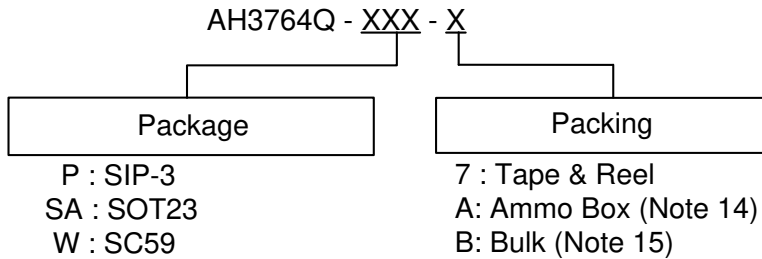 AH3764Q - XXX - X
Package
P : SIP-3
SA : SOT23
W : SC59
Packing
7 : Tape & Reel
A: Ammo Box (Note 14)
B: Bulk (Note 15)